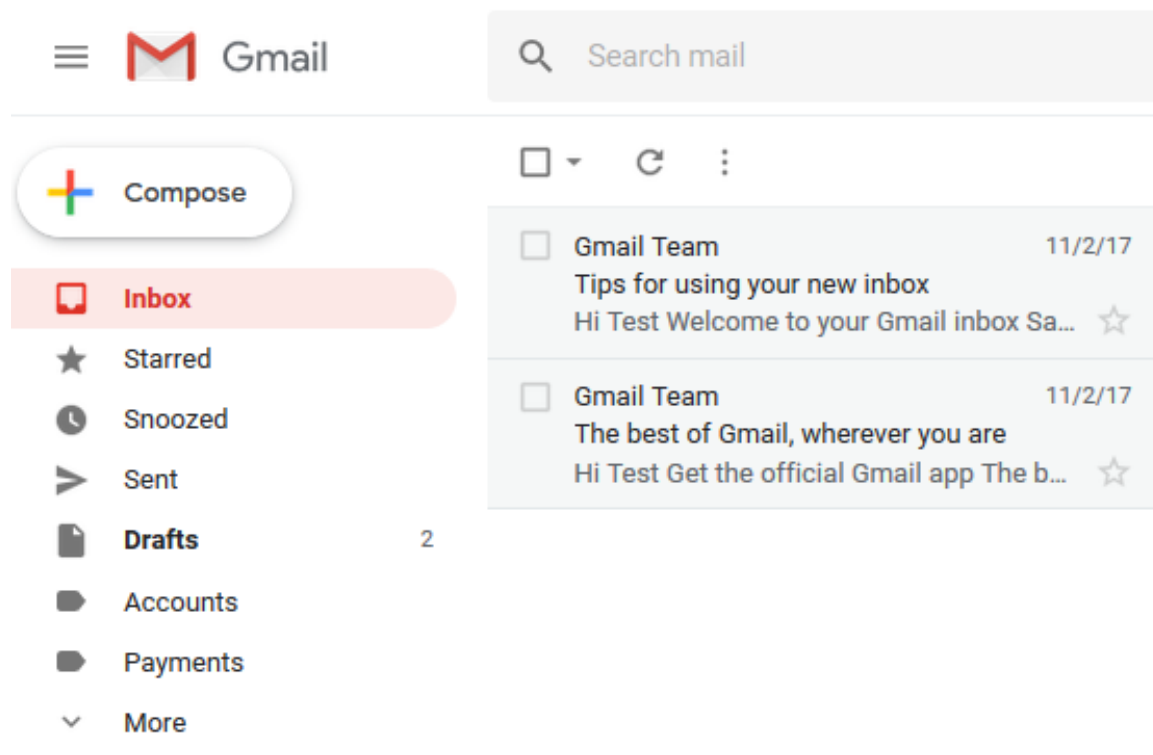 Gmail
Search mail
Compose
Inbox
Starred
Snoozed
Sent
Drafts 2
Accounts
Payments
More
Gmail Team 11/2/17
Tips for using your new inbox
Hi Test Welcome to your Gmail inbox Sa...
Gmail Team 11/2/17
The best of Gmail, wherever you are
Hi Test Get the official Gmail app The b...